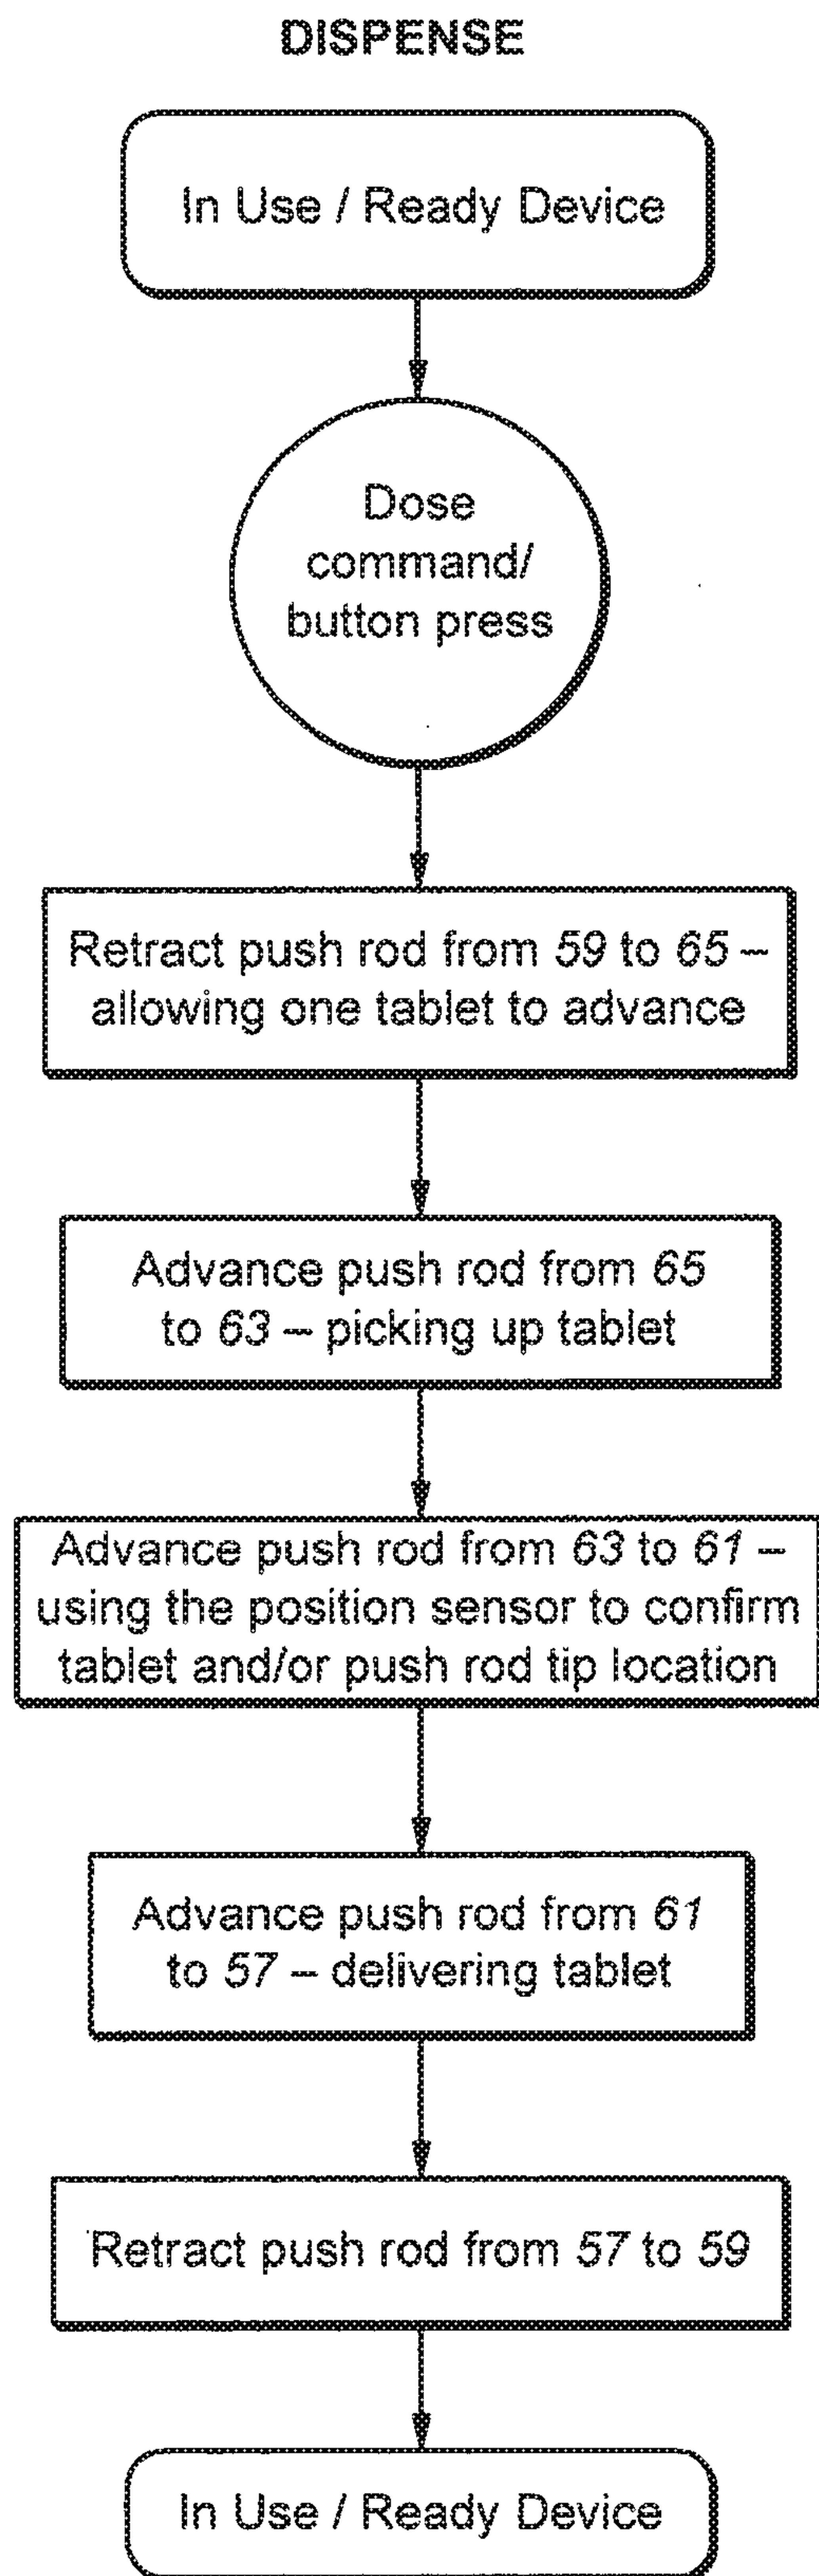 DISPENSE
In Use / Ready Device
Dose
command/
button press
Retract push rod from 59 to 65 –
allowing one tablet to advance
Advance push rod from 65
to 63 – picking up tablet
Advance push rod from 63 to 61 –
using the position sensor to confirm
tablet and/or push rod tip location
Advance push rod from 61
to 57 – delivering tablet
Retract push rod from 57 to 59
In Use / Ready Device